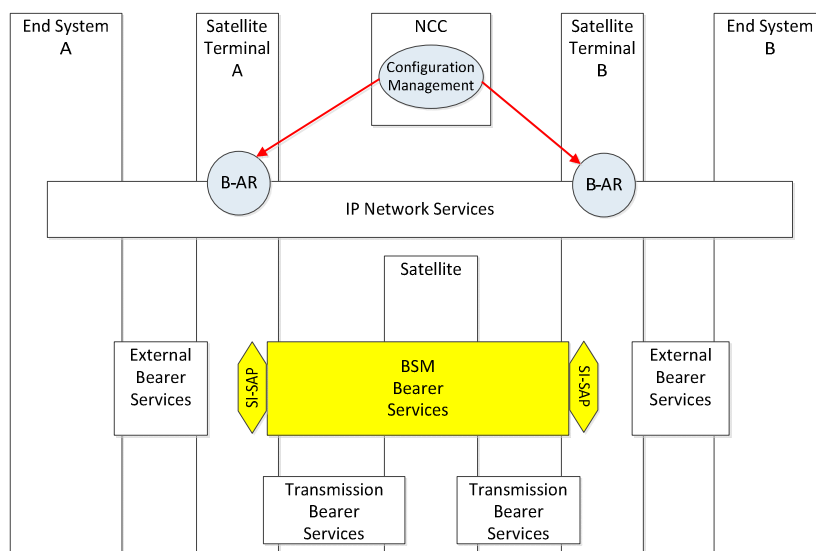 End System
A
Satellite
Terminal
A
NCC
Configuration
Management
Satellite
Terminal
B
End System
B
B-AR
B-AR
IP Network Services
Satellite
External
Bearer
Services
SI-SAP
BSM
Bearer
Services
SI-SAP
External
Bearer
Services
Transmission
Bearer
Services
Transmission
Bearer
Services